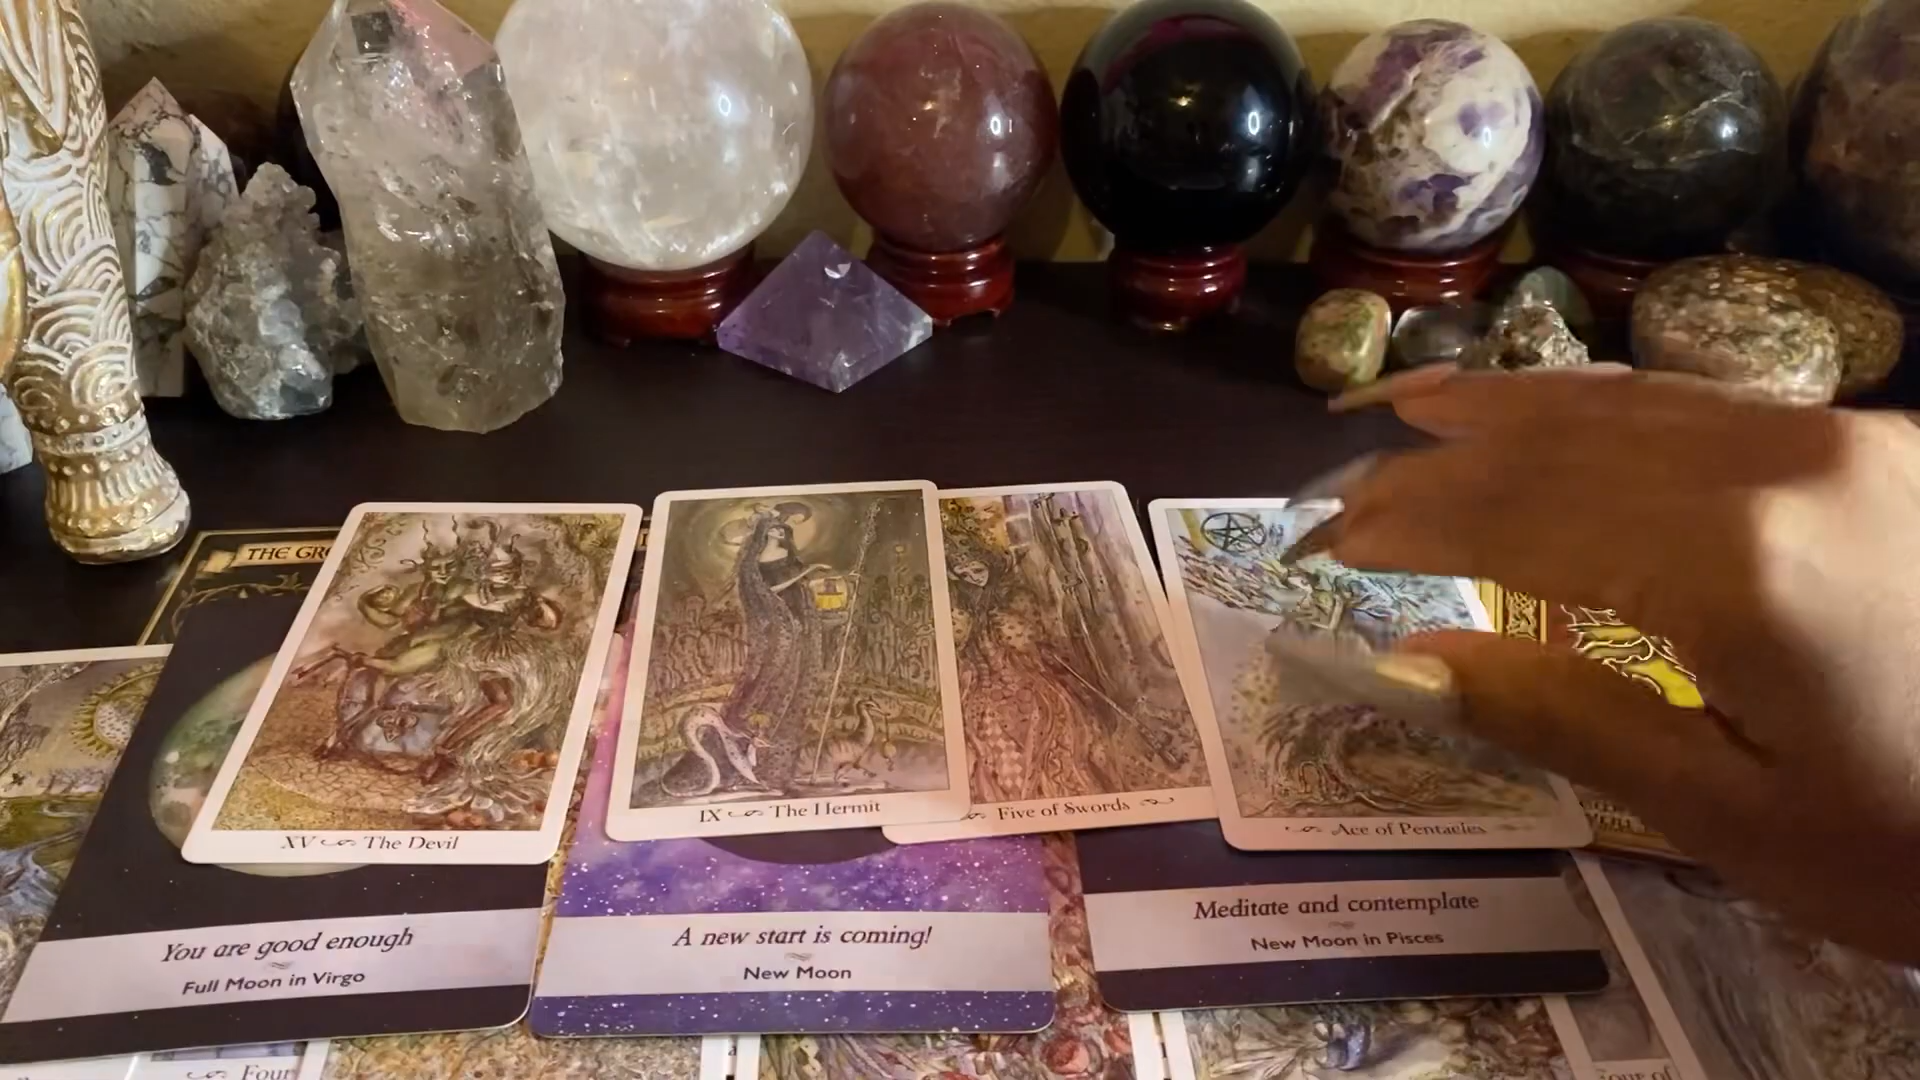 THE GRO
XV The Devil
IX The Hermit
Five of Swords
Ace of Pentacles
You are good enough
Full Moon in Virgo
A new start is coming!
New Moon
Meditate and contemplate
New Moon in Pisces
Four